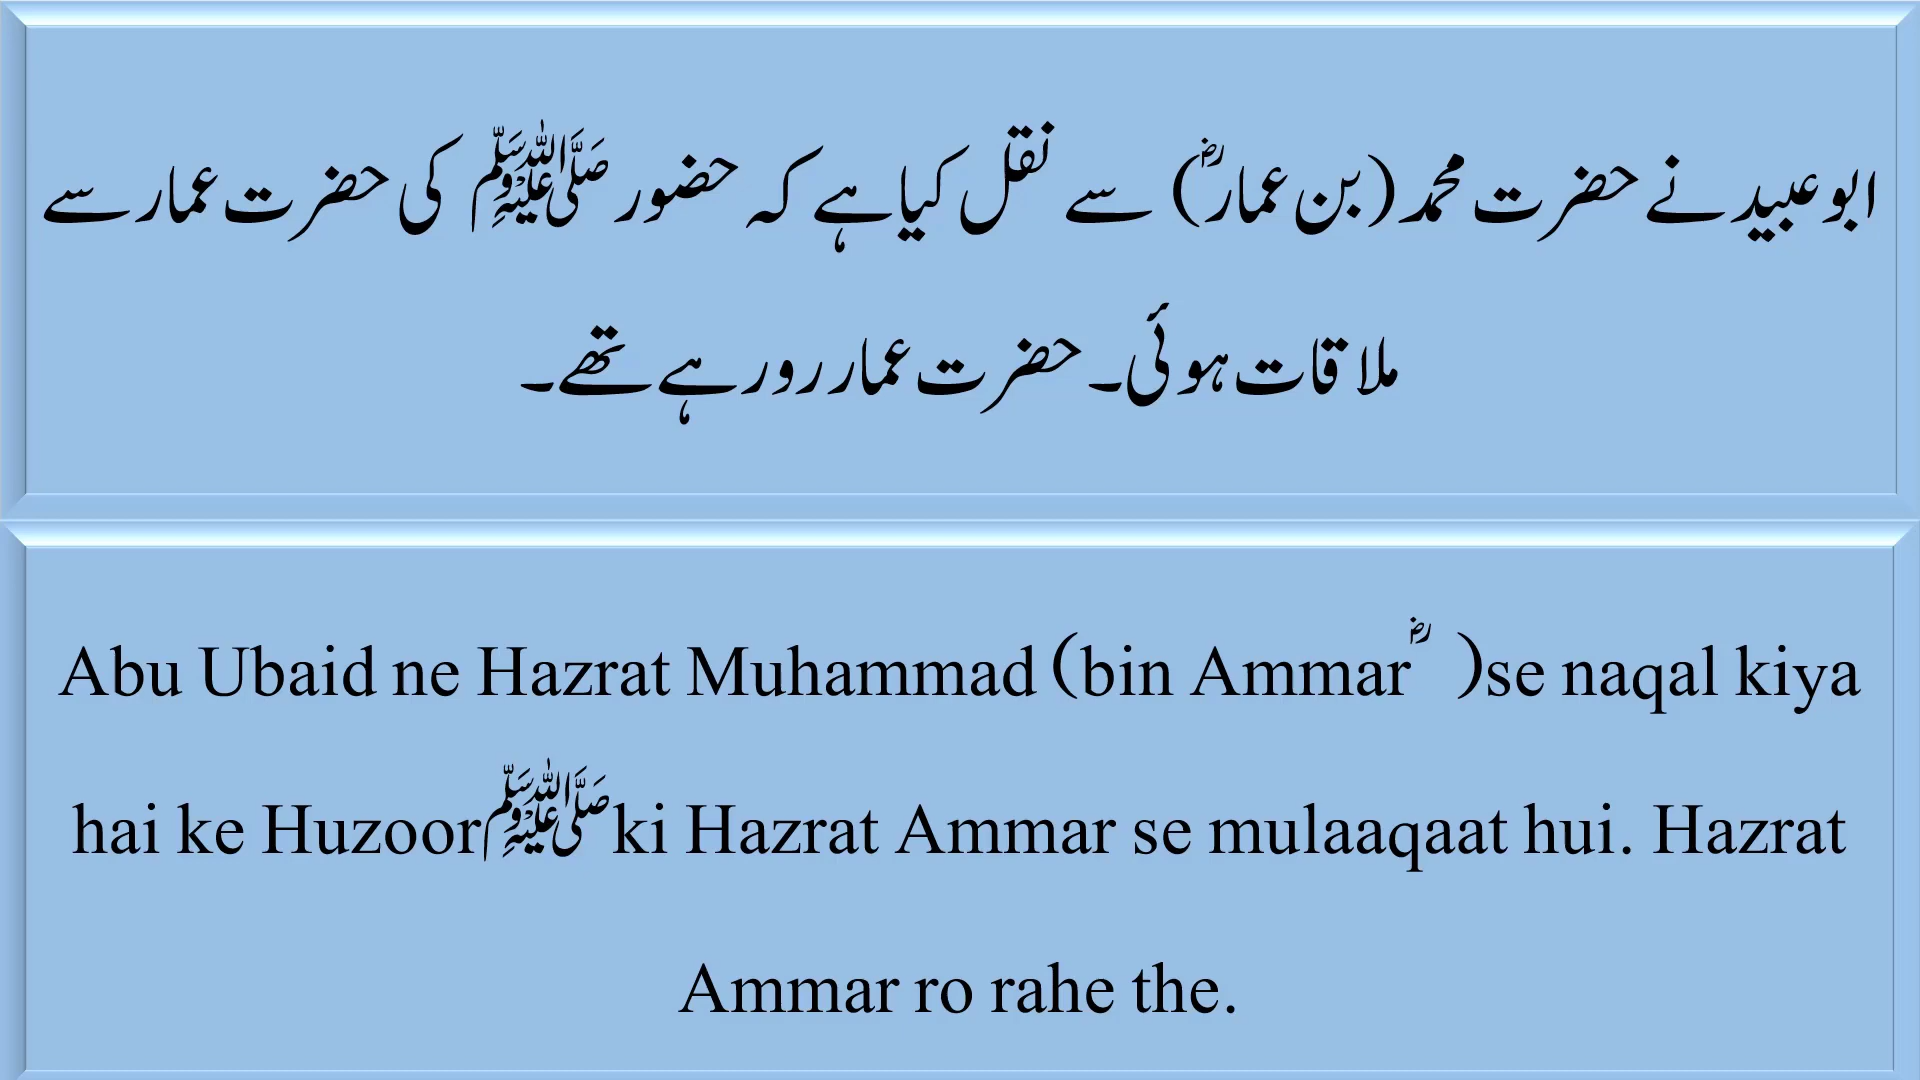 ابوعبید نے حضرت محمد (بن عمارؓ) سے نقل کیا ہے کہ حضور ﷺ کی حضرت عمار سے
ملاقات ہوئی۔ حضرت عمار رو رہے تھے۔
Abu Ubaid ne Hazrat Muhammad (bin Ammarؓ )se naqal kiya
hai ke Huzoorﷺki Hazrat Ammar se mulaaqaat hui. Hazrat
Ammar ro rahe the.